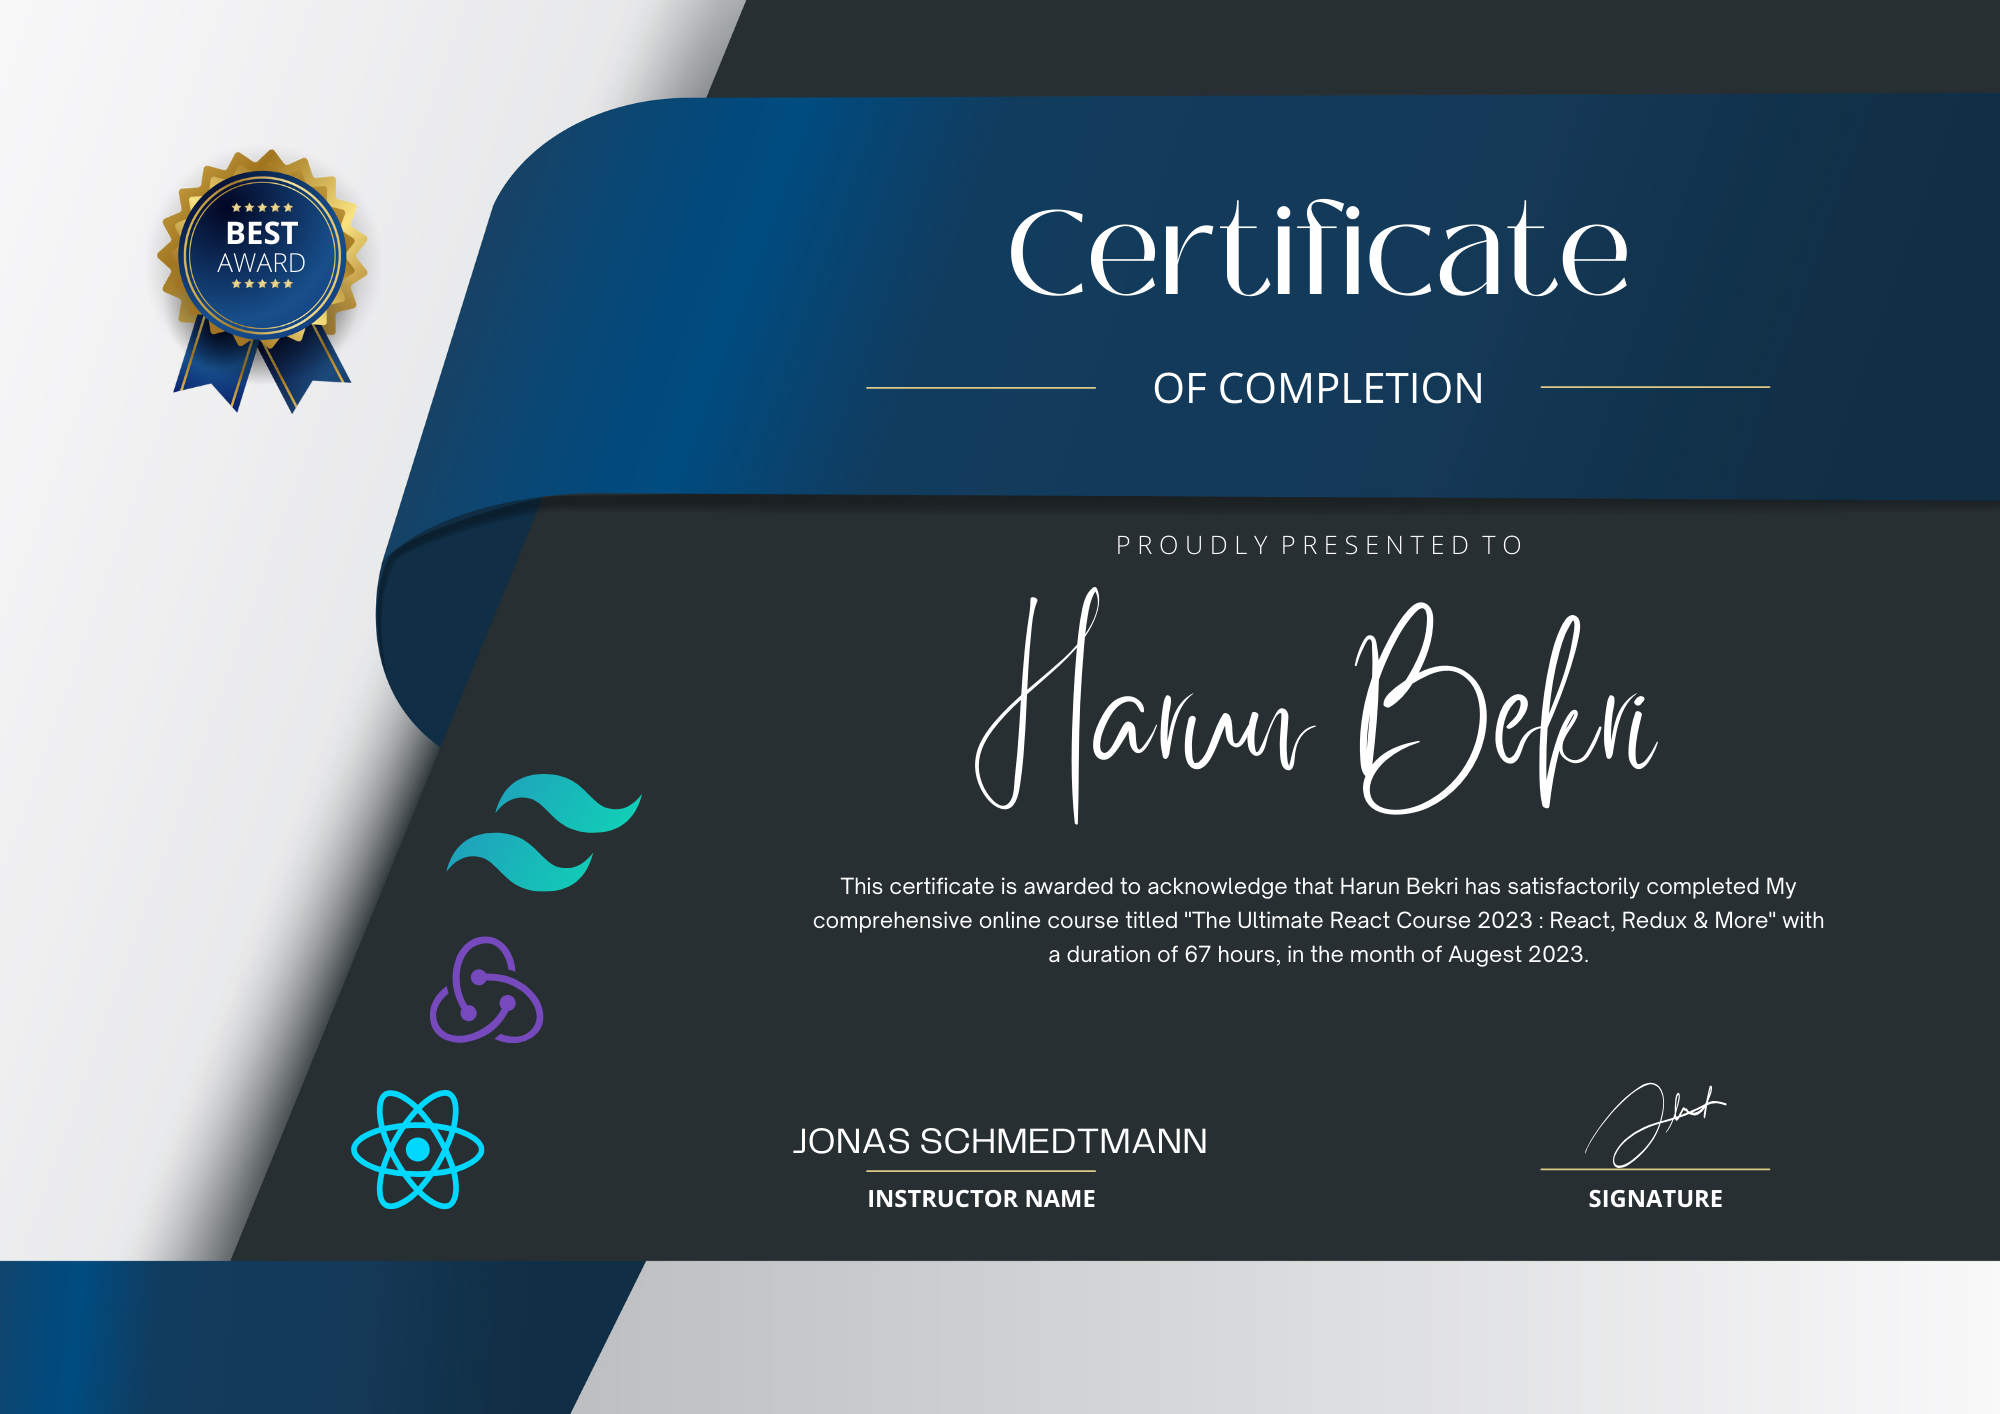 BEST
AWARD
Certificate
OF COMPLETION
PROUDLY PRESENTED TO
Harun Bekri
This certificate is awarded to acknowledge that Harun Bekri has satisfactorily completed My
comprehensive online course titled "The Ultimate React Course 2023 : React, Redux & More" with
a duration of 67 hours, in the month of Augest 2023.
JONAS SCHMEDTMANN
INSTRUCTOR NAME
SIGNATURE